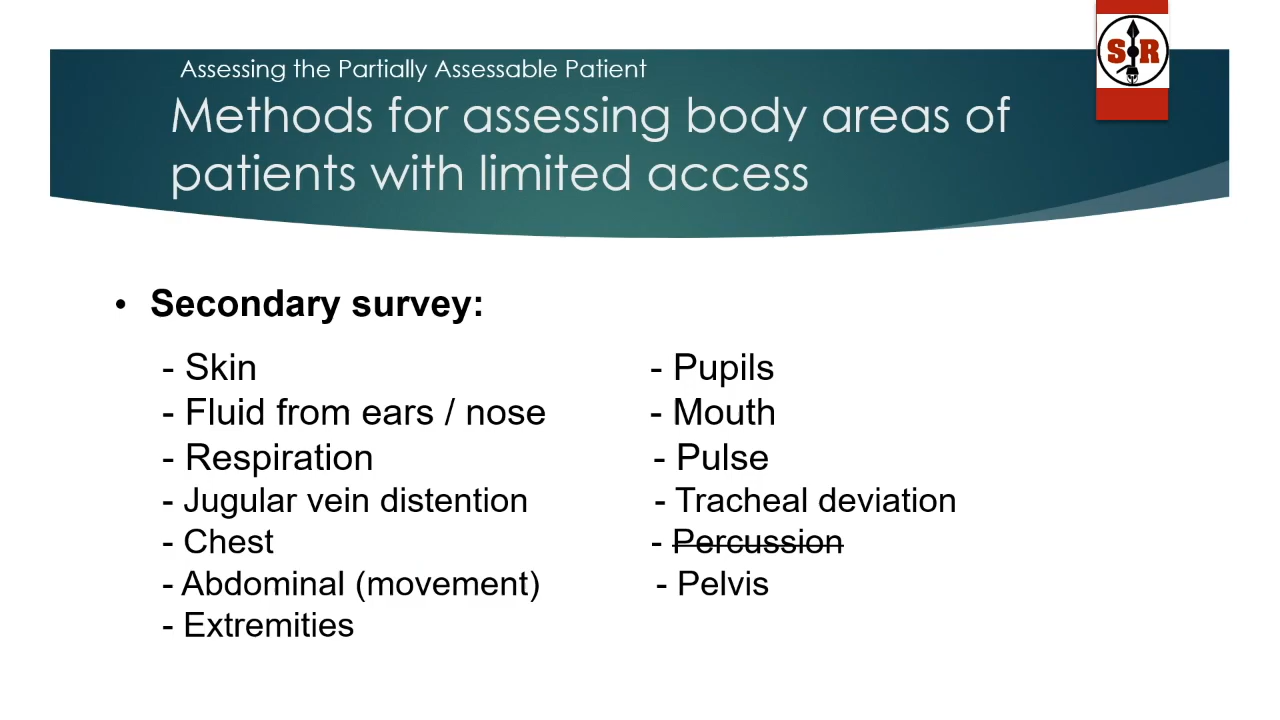 Assessing the Partially Assessable Patient
SR
Methods for assessing body areas of
patients with limited access
• Secondary survey:
- Skin
- Pupils
- Fluid from ears / nose
- Mouth
- Respiration
- Pulse
- Jugular vein distention
- Tracheal deviation
- Chest
- Percussion
- Abdominal (movement)
- Pelvis
- Extremities